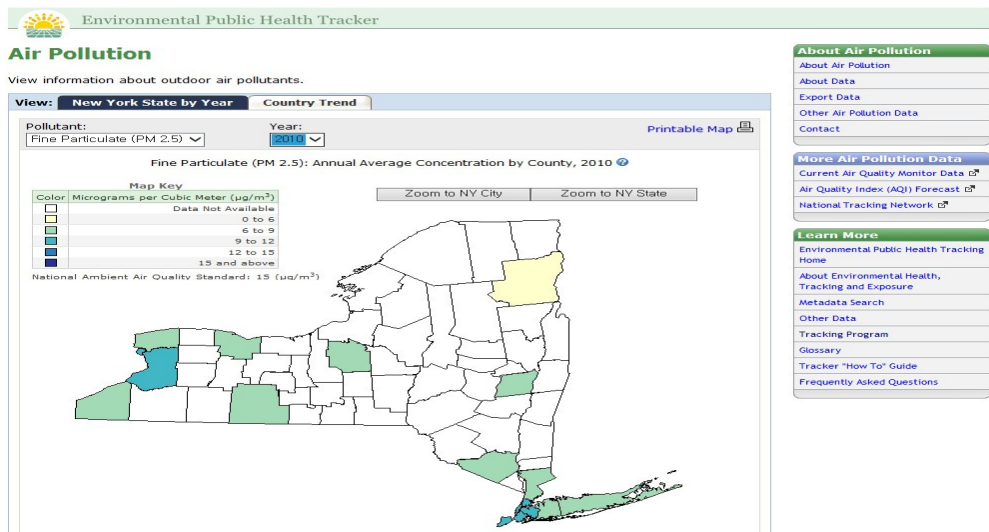 Environmental Public Health Tracker
Air Pollution
View information about outdoor air pollutants.
View: New York State by Year Country Trend
Pollutant: Year:
Fine Particulate (PM 2.5) 2010 Printable Map
Fine Particulate (PM 2.5): Annual Average Concentration by County, 2010
Map Key
Color Micrograms per Cubic Meter (µg/m³)
Data Not Available
0 to 6
6 to 9
9 to 12
12 to 15
15 and above
National Ambient Air Quality Standard: 15 (µg/m³)
Zoom to NY City Zoom to NY State
About Air Pollution
About Air Pollution
About Data
Export Data
Other Air Pollution Data
Contact
More Air Pollution Data
Current Air Quality Monitor Data
Air Quality Index (AQI) Forecast
National Tracking Network
Learn More
Environmental Public Health Tracking
Home
About Environmental Health,
Tracking and Exposure
Metadata Search
Other Data
Tracking Program
Glossary
Tracker "How To" Guide
Frequently Asked Questions